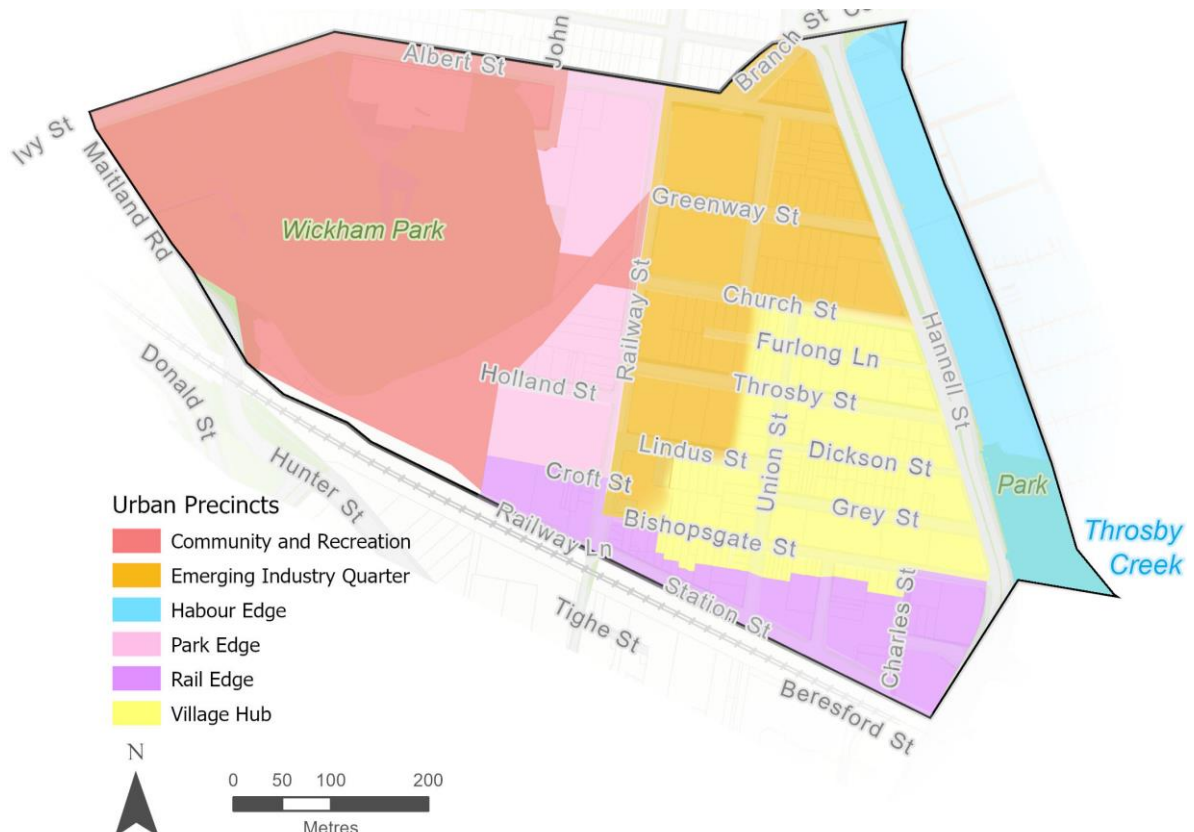 John
Albert St
Branch St
Ivy St
Maitland Rd
Wickham Park
Greenway St
Railway St
Church St
Hannell St
Furlong Ln
Donald St
Holland St
Throsby St
Union St
Lindus St
Dickson St
Hunter St
Croft St
Park
Grey St
Railway Ln
Bishopsgate St
Throsby
Creek
Station St
Charles St
Tighe St
Beresford St
Urban Precincts
Community and Recreation
Emerging Industry Quarter
Habour Edge
Park Edge
Rail Edge
Village Hub
N
0 50 100 200
Metres